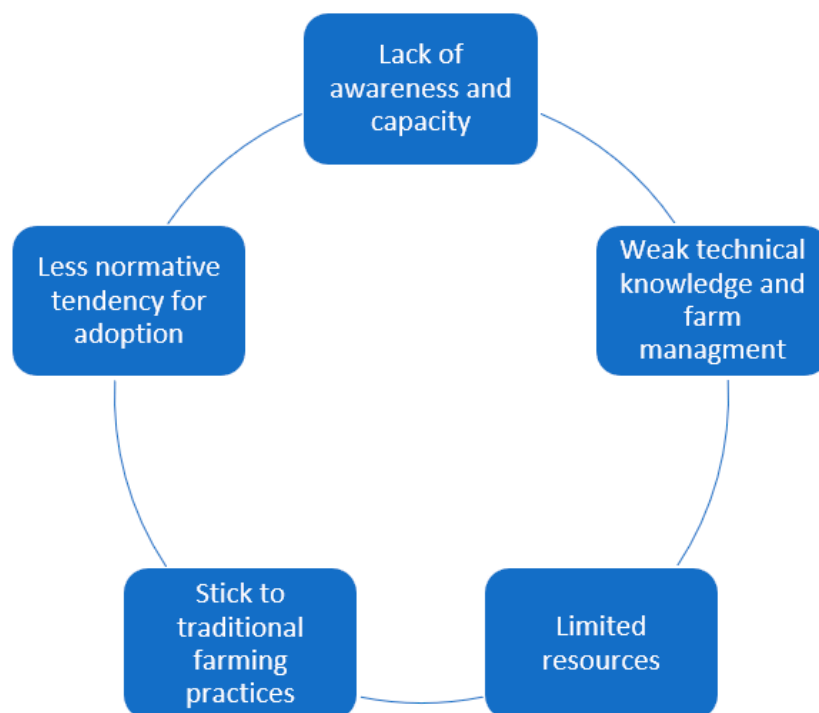 Lack of
awareness and
capacity
Weak technical
knowledge and
farm
managment
Limited
resources
Stick to
traditional
farming
practices
Less normative
tendency for
adoption